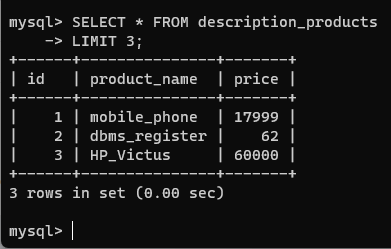 mysql> SELECT * FROM description_products
    -> LIMIT 3;
+------+---------------+-------+
| id   | product_name  | price |
+------+---------------+-------+
|    1 | mobile_phone  | 17999 |
|    2 | dbms_register |    62 |
|    3 | HP_Victus     | 60000 |
+------+---------------+-------+
3 rows in set (0.00 sec)

mysql>